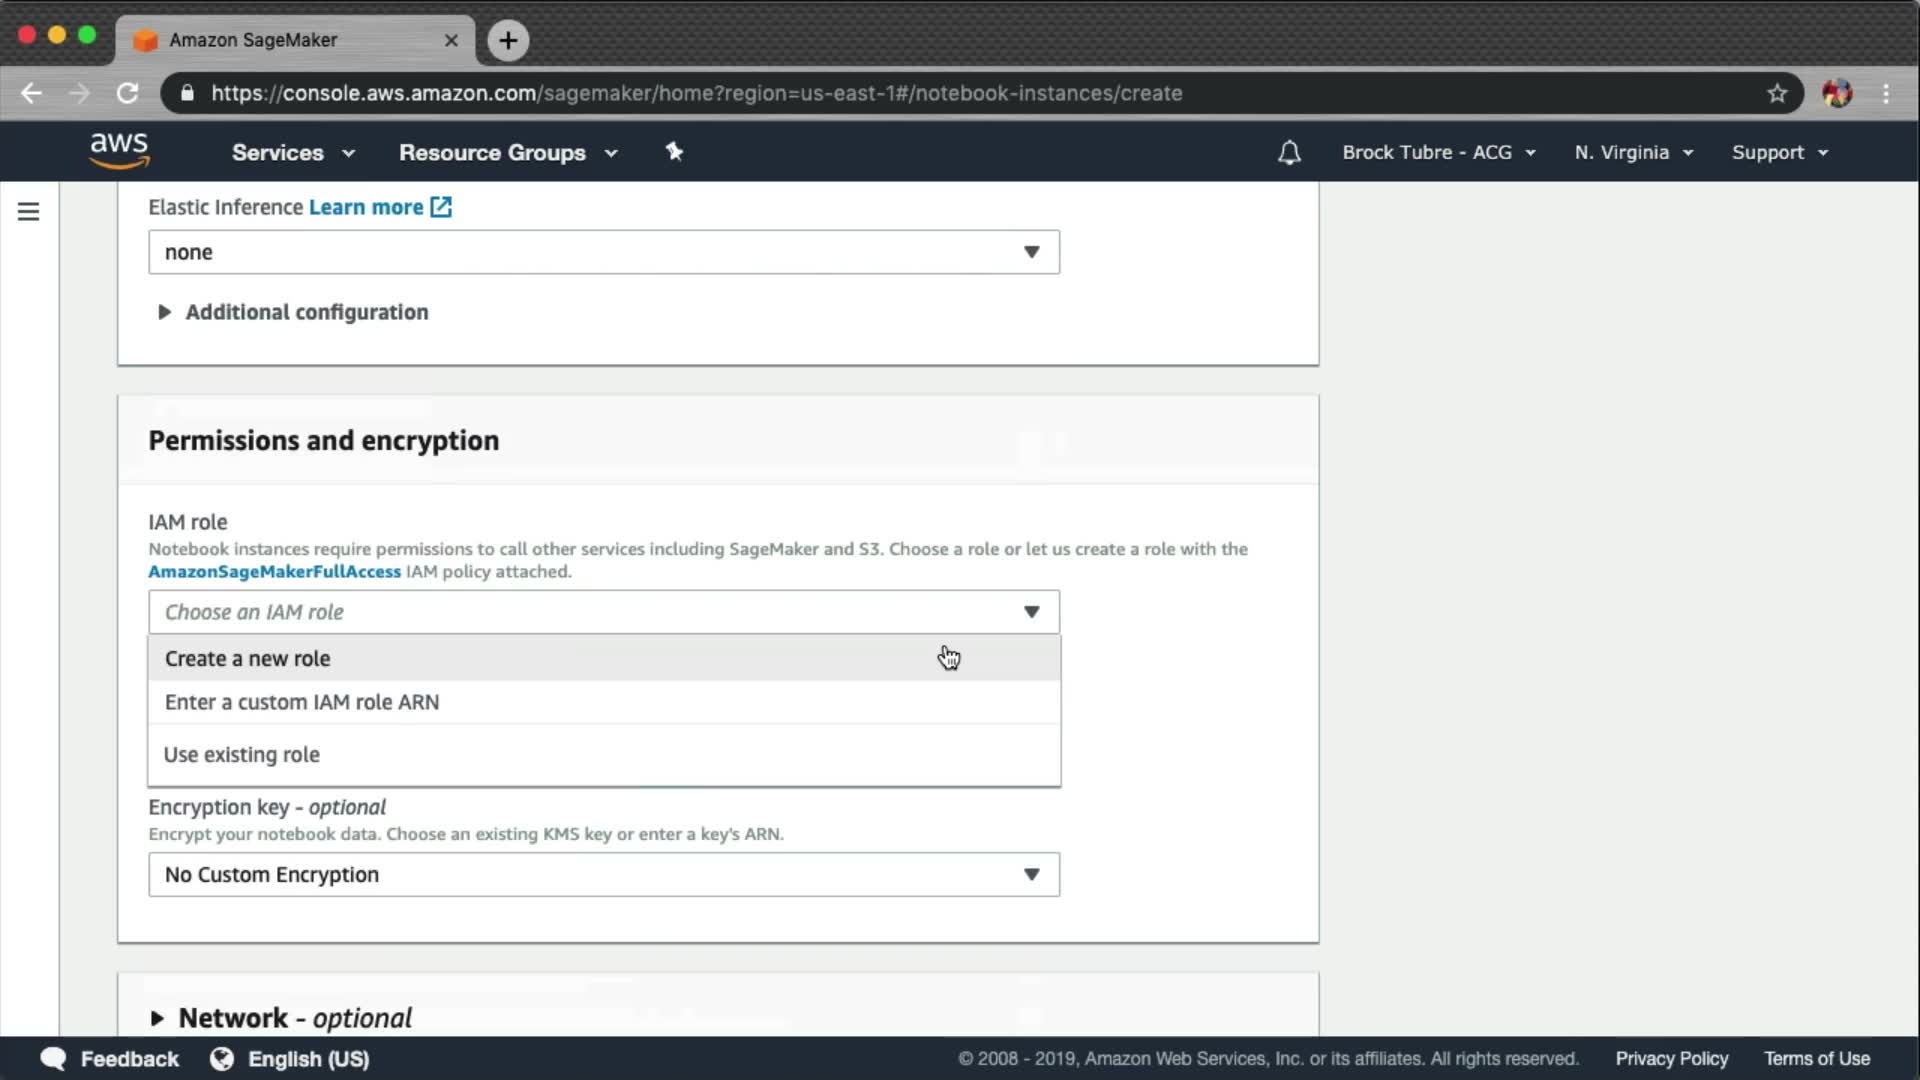 Amazon SageMaker
https://console.aws.amazon.com/sagemaker/home?region=us-east-1#/notebook-instances/create
aws Services Resource Groups Brock Tubre - ACG N. Virginia Support
Elastic Inference Learn more
none
Additional configuration
Permissions and encryption
IAM role
Notebook instances require permissions to call other services including SageMaker and S3. Choose a role or let us create a role with the
AmazonSageMakerFullAccess IAM policy attached.
Choose an IAM role
Create a new role
Enter a custom IAM role ARN
Use existing role
Encryption key - optional
Encrypt your notebook data. Choose an existing KMS key or enter a key's ARN.
No Custom Encryption
Network - optional
Feedback English (US) © 2008 - 2019, Amazon Web Services, Inc. or its affiliates. All rights reserved. Privacy Policy Terms of Use